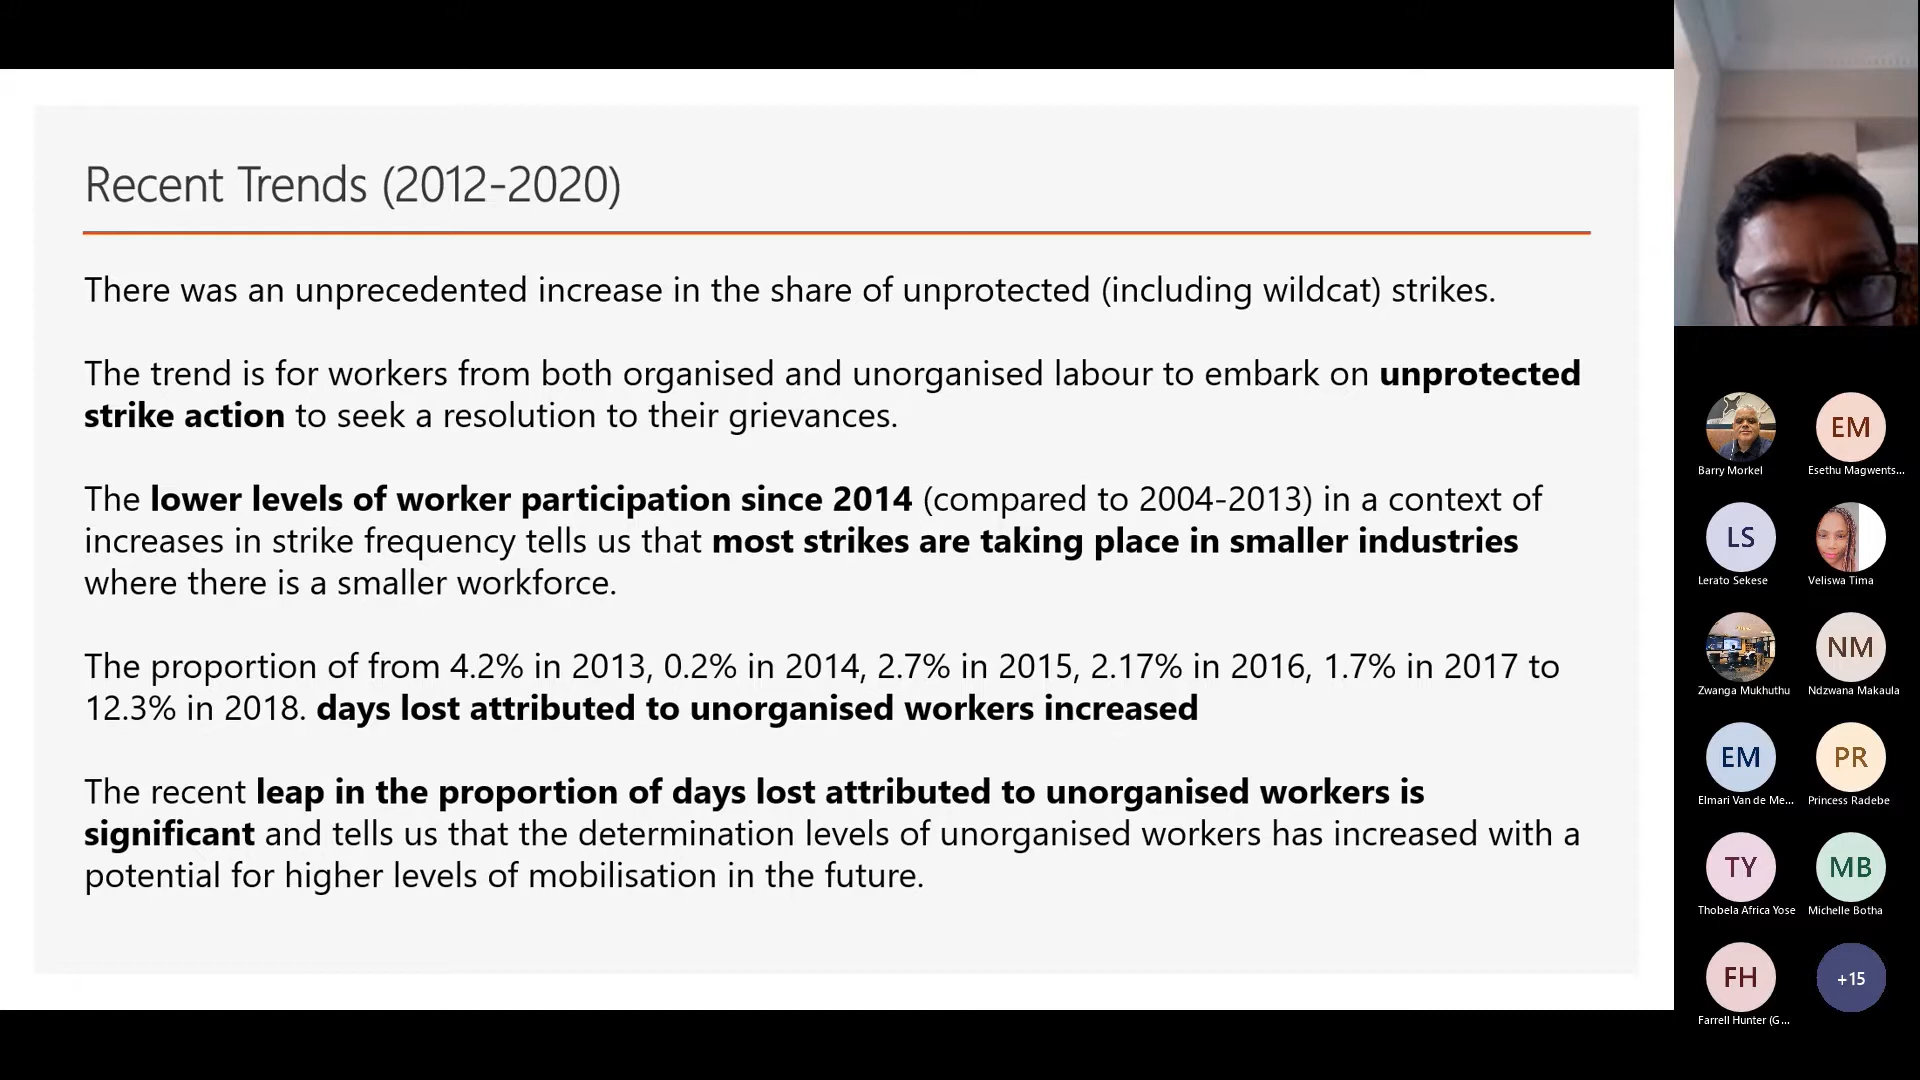 Recent Trends (2012-2020)
There was an unprecedented increase in the share of unprotected (including wildcat) strikes.
The trend is for workers from both organised and unorganised labour to embark on unprotected
strike action to seek a resolution to their grievances.
The lower levels of worker participation since 2014 (compared to 2004-2013) in a context of
increases in strike frequency tells us that most strikes are taking place in smaller industries
where there is a smaller workforce.
The proportion of from 4.2% in 2013, 0.2% in 2014, 2.7% in 2015, 2.17% in 2016, 1.7% in 2017 to
12.3% in 2018. days lost attributed to unorganised workers increased
The recent leap in the proportion of days lost attributed to unorganised workers is
significant and tells us that the determination levels of unorganised workers has increased with a
potential for higher levels of mobilisation in the future.
EM
Barry Morkel
Esethu Magwents...
LS
Lerato Sekese
Veliswa Tima
NM
Zwanga Mukhuthu
Ndzwana Makaula
EM
PR
Elmari Van de Me...
Princess Radebe
TY
MB
Thobela Africa Yose
Michelle Botha
FH
+15
Farrell Hunter (G...